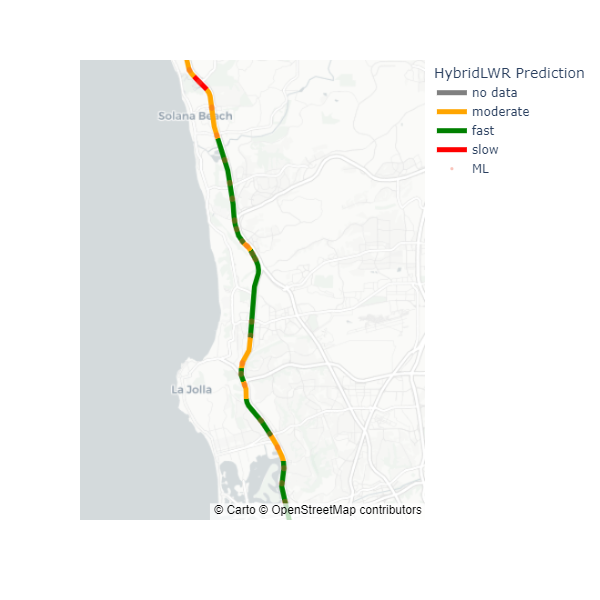 HybridLWR Prediction
no data
moderate
fast
slow
ML
Solana Beach
La Jolla
© Carto © OpenStreetMap contributors